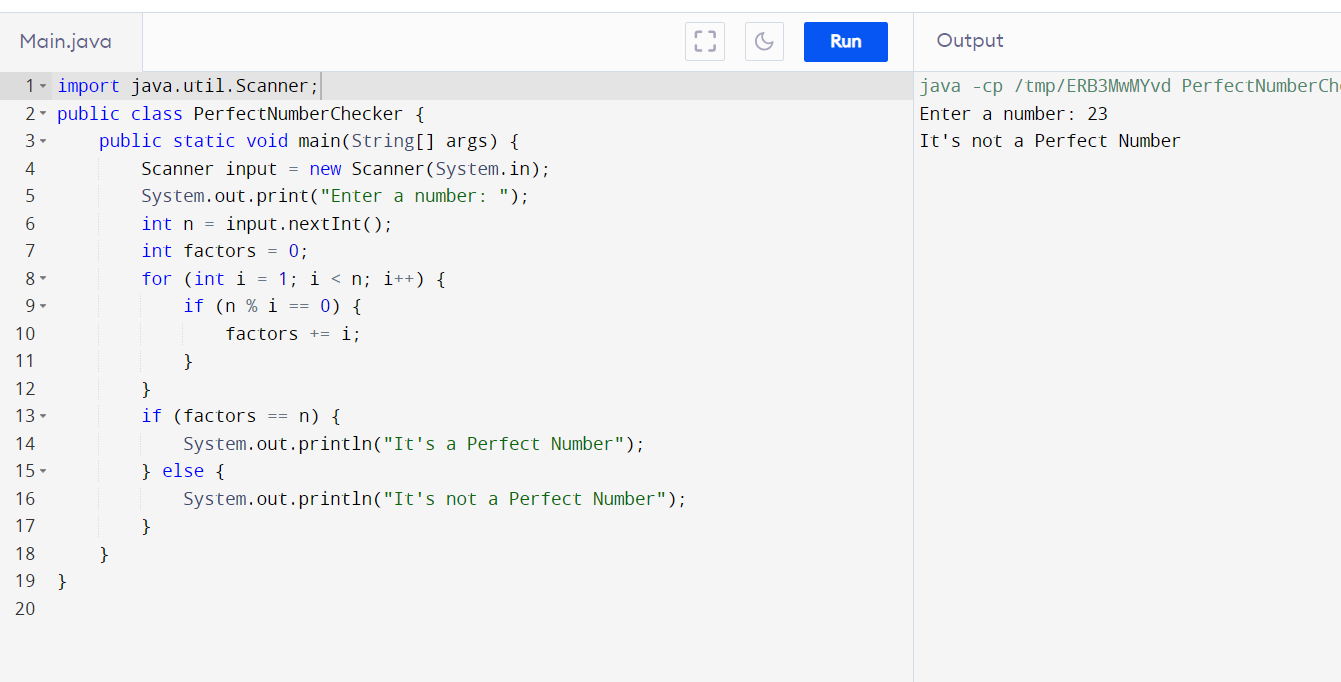 Main.java
Run
Output
1 import java.util.Scanner;
2 public class PerfectNumberChecker {
3     public static void main(String[] args) {
4         Scanner input = new Scanner(System.in);
5         System.out.print("Enter a number: ");
6         int n = input.nextInt();
7         int factors = 0;
8         for (int i = 1; i < n; i++) {
9             if (n % i == 0) {
10                 factors += i;
11             }
12         }
13         if (factors == n) {
14             System.out.println("It's a Perfect Number");
15         } else {
16             System.out.println("It's not a Perfect Number");
17         }
18     }
19 }
20
java -cp /tmp/ERB3MwMYvd PerfectNumberCh
Enter a number: 23
It's not a Perfect Number